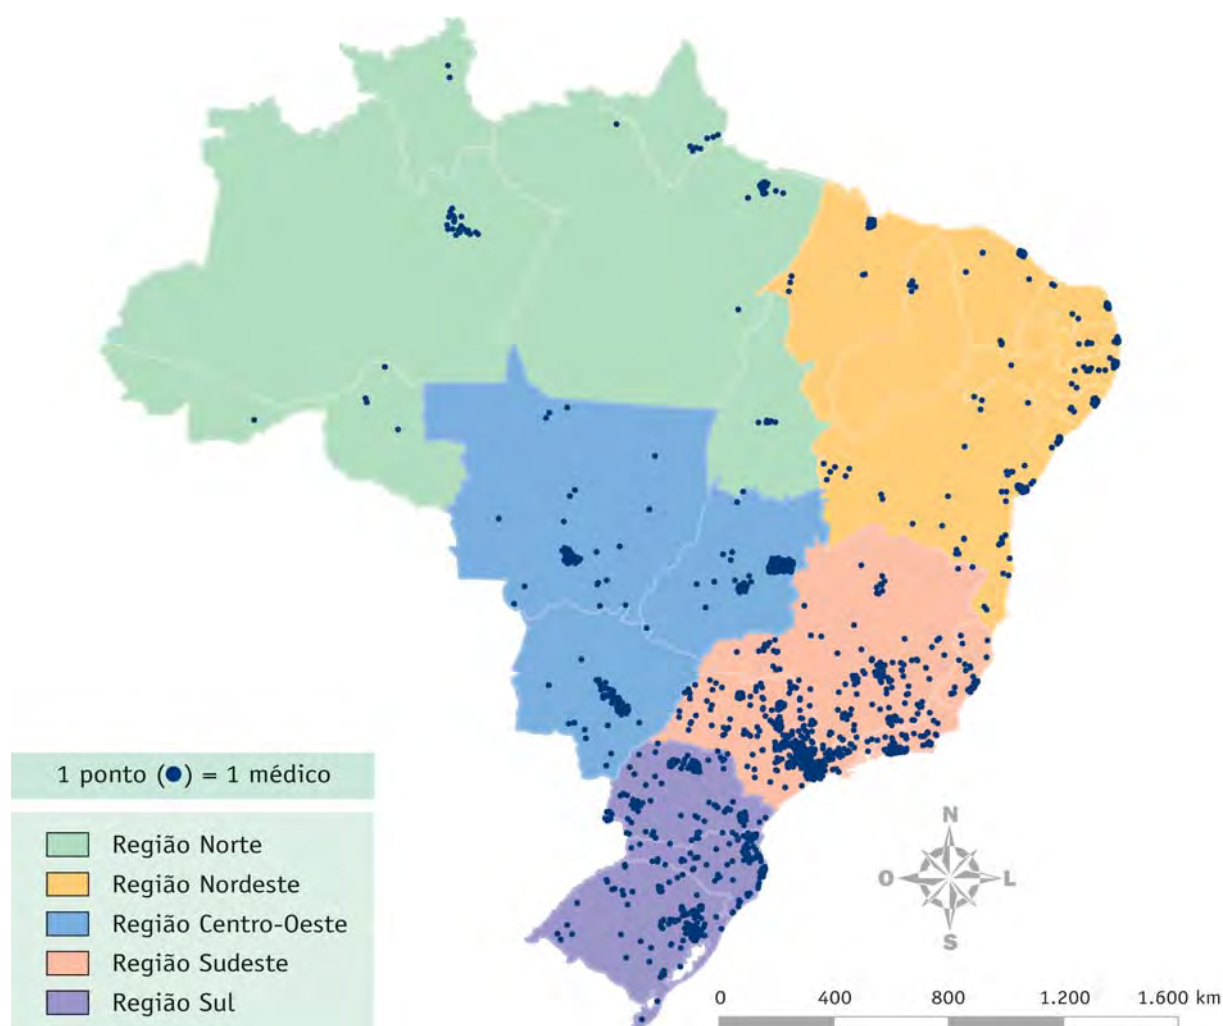 1 ponto (●) = 1 médico
Região Norte
Região Nordeste
Região Centro-Oeste
Região Sudeste
Região Sul
N
O L
S
0 400 800 1.200 1.600 km